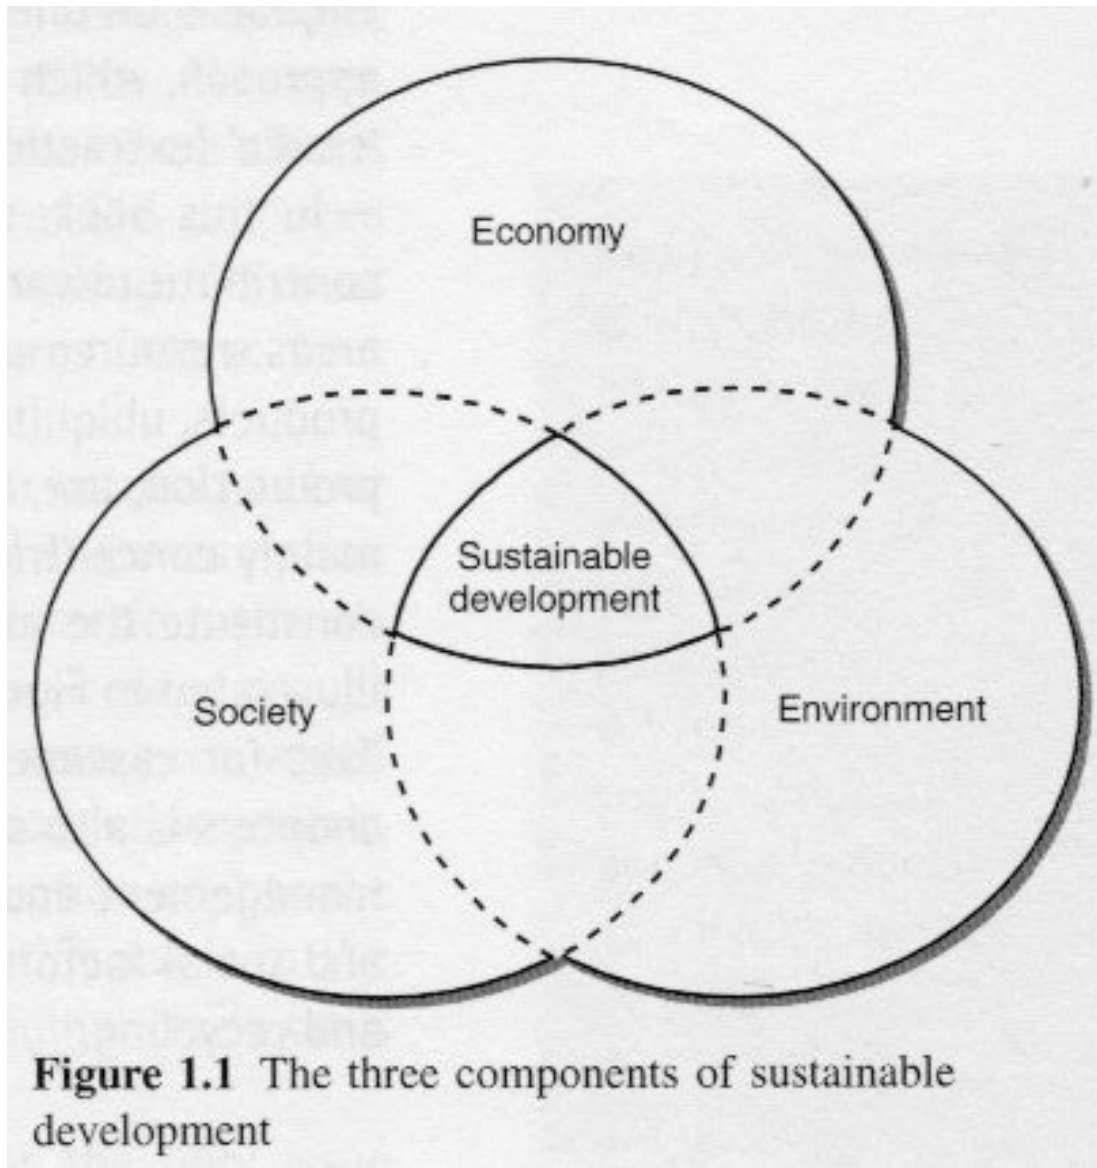 Economy
Sustainable
development
Society
Environment
Figure 1.1 The three components of sustainable
development